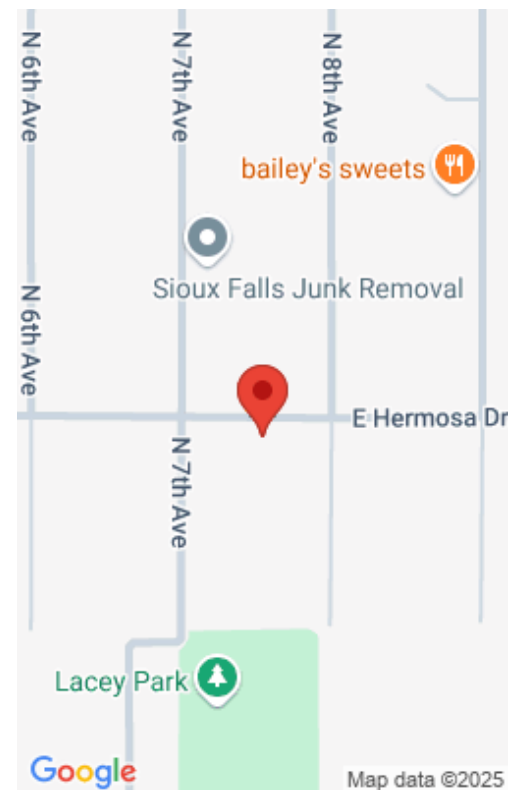 N 6th Ave
N 7th Ave
N 8th Ave
bailey's sweets
Sioux Falls Junk Removal
N 6th Ave
E Hermosa Dr
N 7th Ave
Lacey Park
Google
Map data ©2025